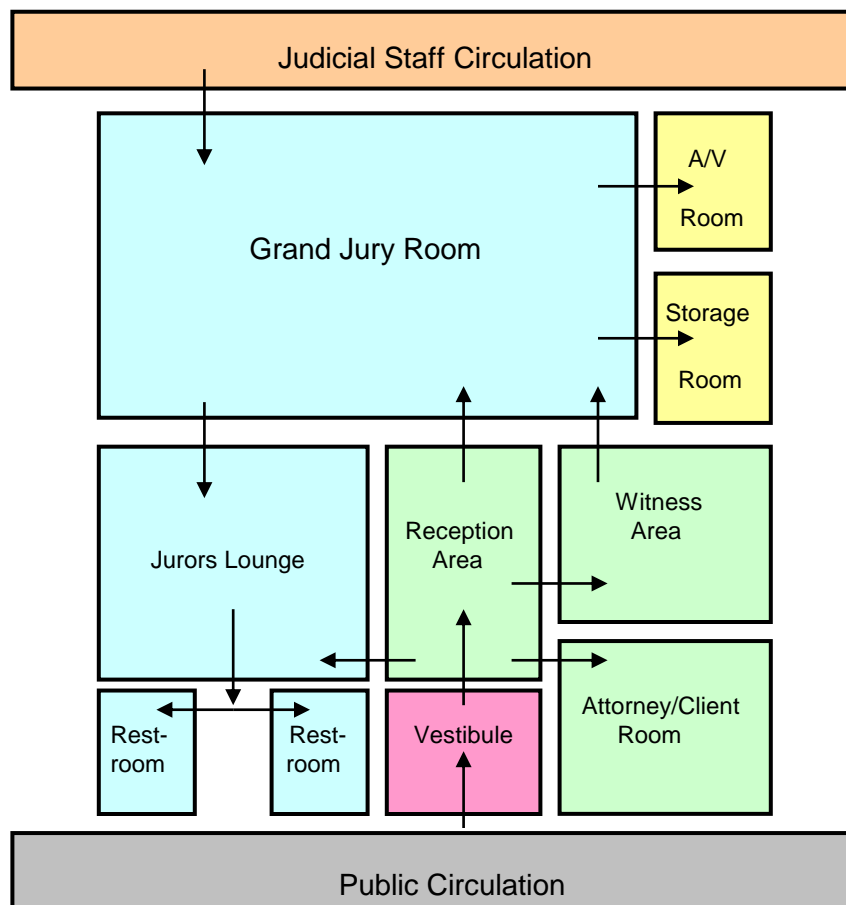 Judicial Staff Circulation
A/V
Room
Grand Jury Room
Storage
Room
Witness
Area
Reception
Area
Jurors Lounge
Attorney/Client
Room
Rest-
room
Rest-
room
Vestibule
Public Circulation